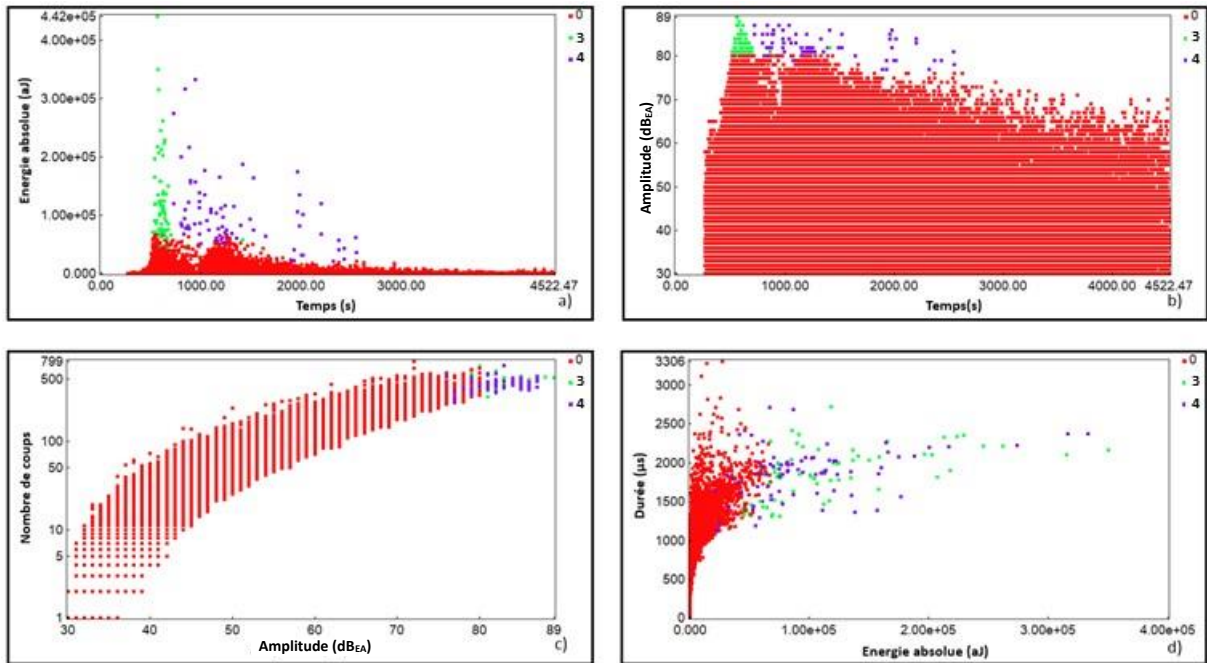 4.42e+05
4.00e+05
3.00e+05
2.00e+05
1.00e+05
0.000
Energie absolue (aJ)
0.00
1000.00
2000.00
3000.00
4522.47
Temps (s)
a)
0
3
4
89
80
70
60
50
40
30
Amplitude (dBEA)
0.00
1000.00
2000.00
3000.00
4000.00
4522.47
Temps(s)
b)
0
3
4
799
500
100
50
10
5
1
Nombre de coups
30
40
50
60
70
80
89
Amplitude (dBEA)
c)
0
3
4
3306
3000
2500
2000
1500
1000
500
0
Durée (µs)
0.000
1.00e+05
2.00e+05
3.00e+05
4.00e+05
Energie absolue (aJ)
d)
0
3
4